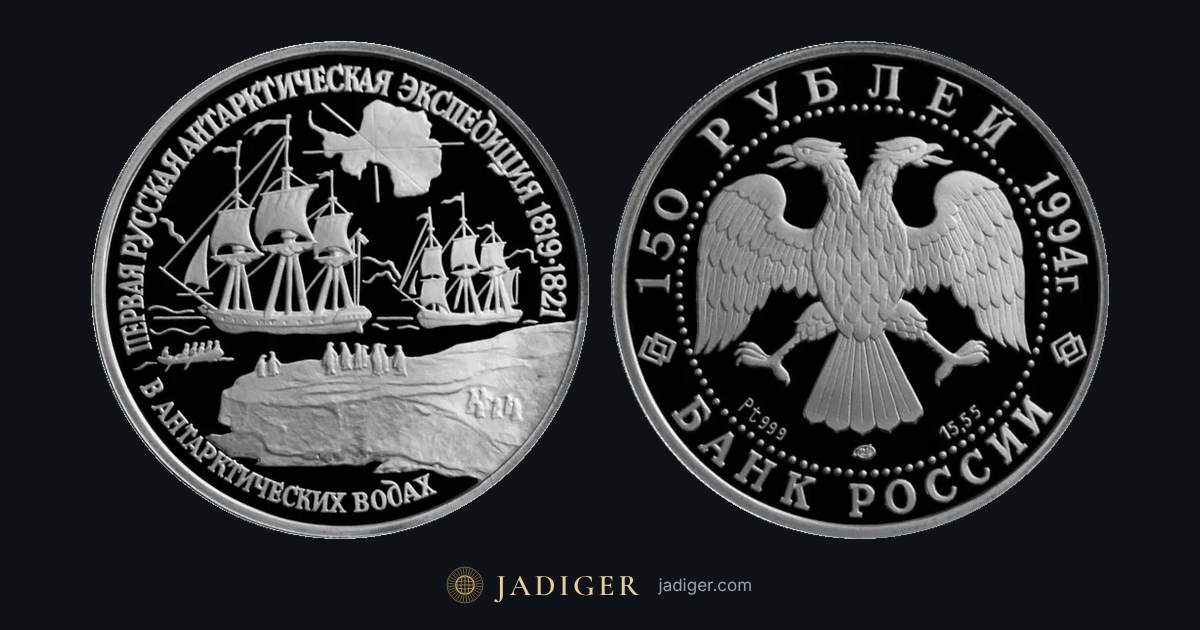 ПЕРВАЯ РУССКАЯ АНТАРКТИЧЕСКАЯ ЭКСПЕДИЦИЯ 1819·1821
В АНТАРКТИЧЕСКИХ ВОДАХ
150 РУБЛЕЙ 1994г.
Pt999
15,55
БАНК РОССИИ
JADIGER
jadiger.com